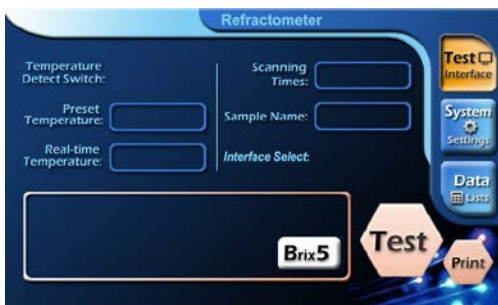 Refractometer
Temperature
Detect Switch:
Preset
Temperature:
Real-time
Temperature:
Scanning
Times:
Sample Name:
Interface Select:
Brix5
Test
Print
Test
Interface
System
Settings
Data
Lists